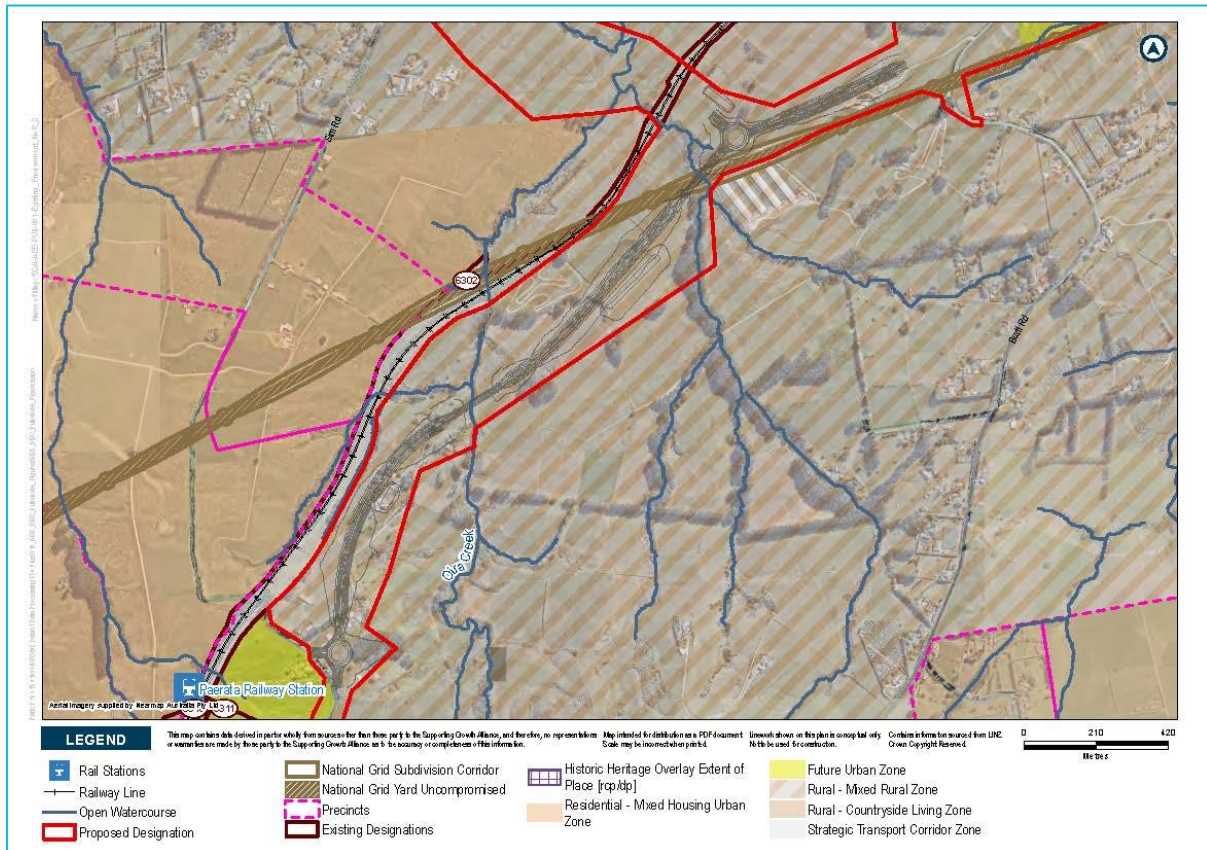 Sim Rd
6302
Burtt Rd
Oira Creek
Paerata Railway Station
Aerial Imagery supplied by Nearmap Australia Pty Ltd
LEGEND
This map contains data derived in part or wholly from sources other than those party to the Supporting Growth Alliance, and therefore, no representations
or warranties are made by those party to the Supporting Growth Alliance as to the accuracy or completeness of this information.
Map intended for distribution as a PDF document.
Scale may be incorrect when printed.
Linework shown on this plan is conceptual only.
Not to be used for construction.
Contains information sourced from LINZ.
Crown Copyright Reserved.
0 210 420
Metres
Rail Stations
Railway Line
Open Watercourse
Proposed Designation
National Grid Subdivision Corridor
National Grid Yard Uncompromised
Precincts
Existing Designations
Historic Heritage Overlay Extent of
Place [rcp/dp]
Residential - Mixed Housing Urban
Zone
Future Urban Zone
Rural - Mixed Rural Zone
Rural - Countryside Living Zone
Strategic Transport Corridor Zone